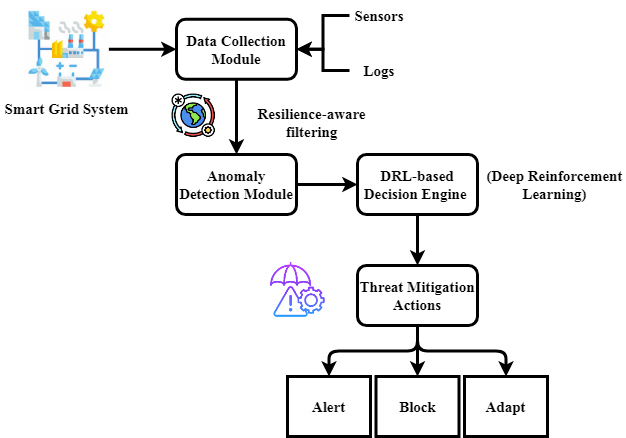 Smart Grid System
Data Collection
Module
Sensors
Logs
Resilience-aware
filtering
Anomaly
Detection Module
DRL-based
Decision Engine
(Deep Reinforcement
Learning)
Threat Mitigation
Actions
Alert
Block
Adapt